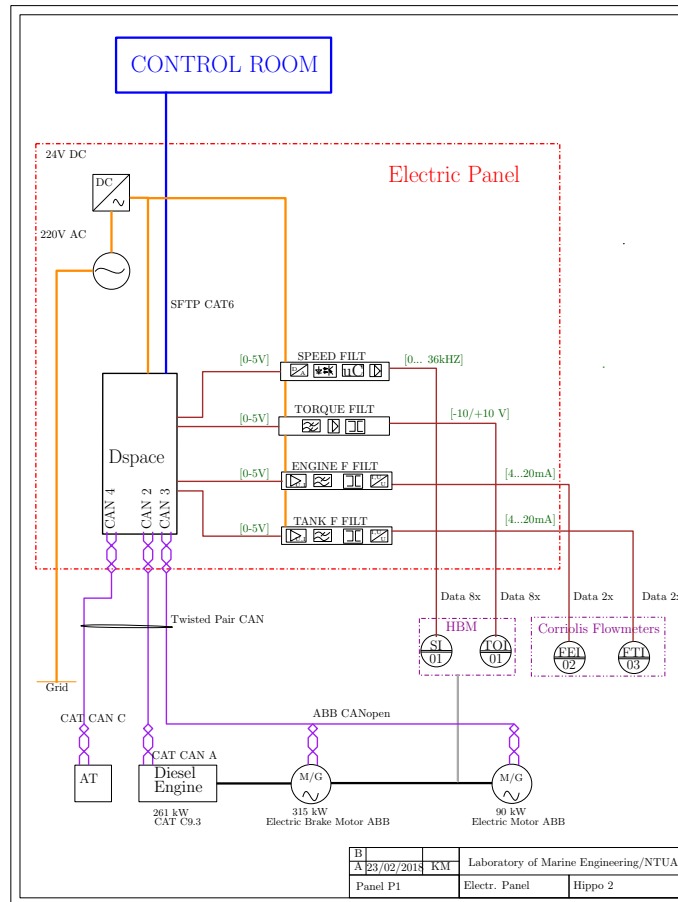 CONTROL ROOM
24V DC
Electric Panel
DC
220V AC
SFTP CAT6
SPEED FILT
[0-5V]
[0... 36kHZ]
D
A
uC
TORQUE FILT
[0-5V]
[-10/+10 V]
Dspace
ENGINE F FILT
[0-5V]
[4...20mA]
TANK F FILT
[0-5V]
[4...20mA]
CAN 4
CAN 2
CAN 3
Data 8x
Data 8x
Data 2x
Data 2x
Twisted Pair CAN
HBM
Corriolis Flowmeters
SI
01
TOI
01
FEI
02
FTI
03
Grid
CAT CAN C
ABB CANopen
CAT CAN A
AT
Diesel
Engine
M/G
M/G
261 kW
CAT C9.3
315 kW
Electric Brake Motor ABB
90 kW
Electric Motor ABB
B
A 23/02/2018 KM
Laboratory of Marine Engineering/NTUA
Panel P1
Electr. Panel
Hippo 2